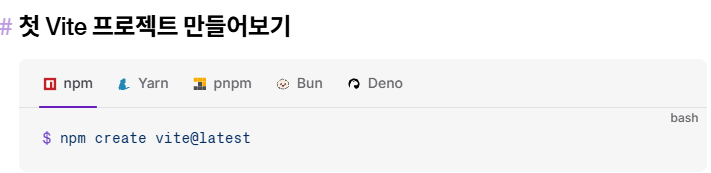 # 첫 Vite 프로젝트 만들어보기
npm Yarn pnpm Bun Deno
bash
$ npm create vite@latest